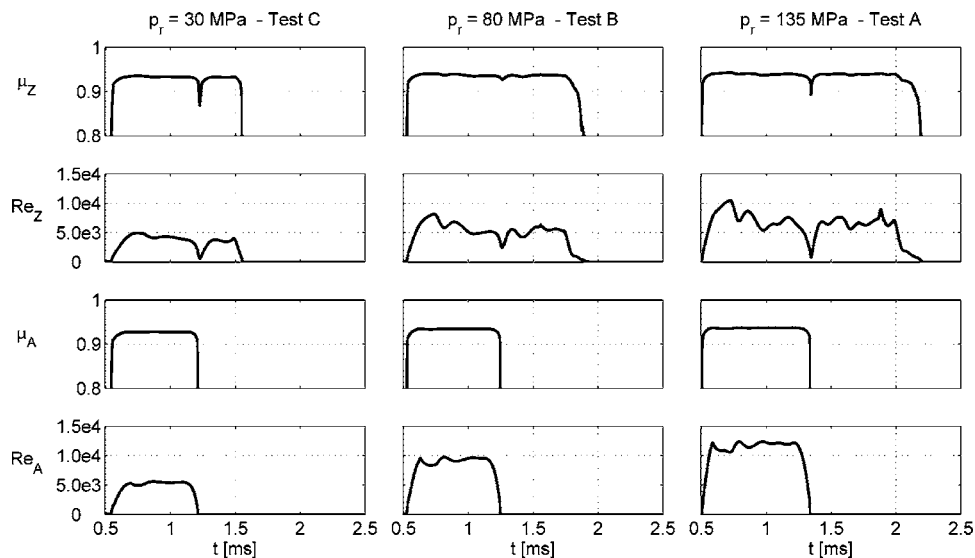 p_r = 30 MPa - Test C
p_r = 80 MPa - Test B
p_r = 135 MPa - Test A
1
μ_Z 0.9
0.8
1.5e4
Re_Z 1.0e4
5.0e3
0
1
μ_A 0.9
0.8
1.5e4
Re_A 1.0e4
5.0e3
0
0.5 1 1.5 2 2.5
0.5 1 1.5 2 2.5
0.5 1 1.5 2 2.5
t [ms]
t [ms]
t [ms]